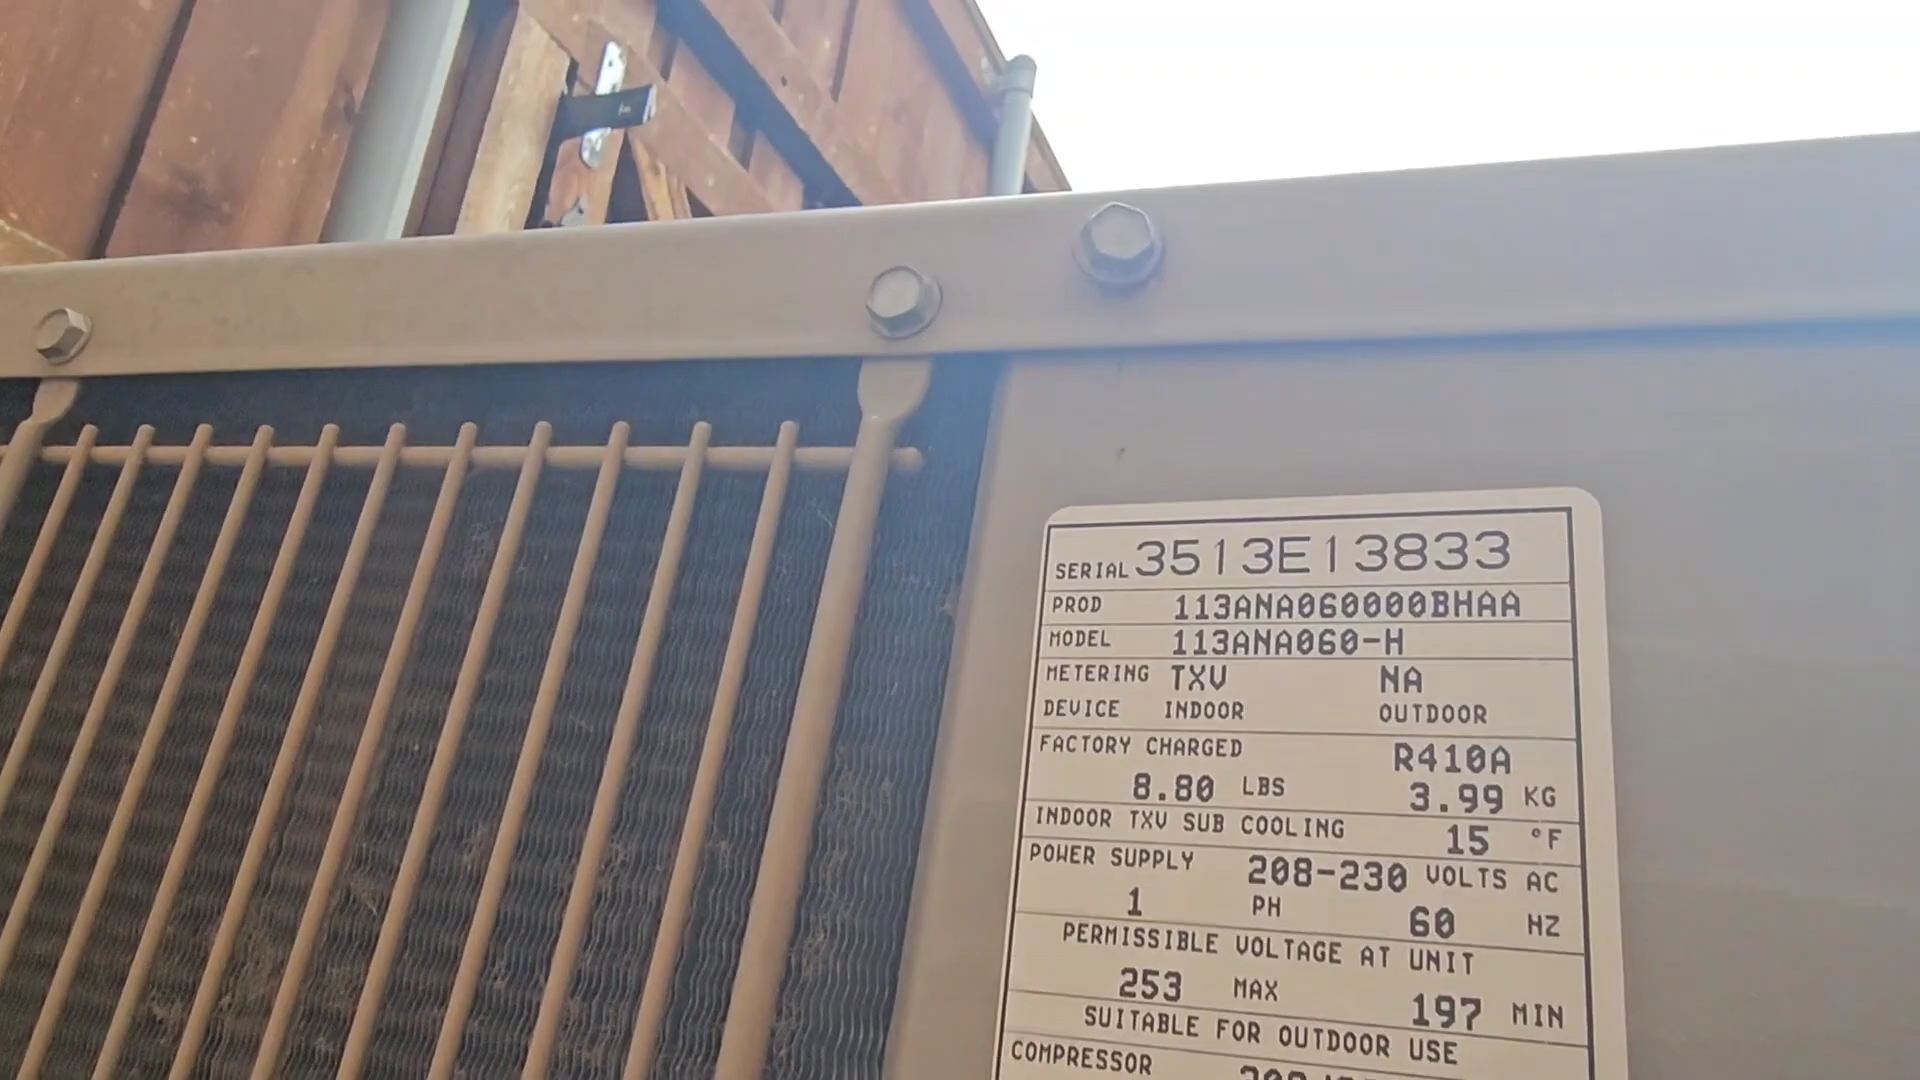 SERIAL 3513E13833
PROD 113ANA060000BHAA
MODEL 113ANA060-H
METERING TXV NA
DEVICE INDOOR OUTDOOR
FACTORY CHARGED R410A
8.80 LBS 3.99 KG
INDOOR TXV SUB COOLING 15 °F
POWER SUPPLY 208-230 VOLTS AC
1 PH 60 HZ
PERMISSIBLE VOLTAGE AT UNIT
253 MAX 197 MIN
SUITABLE FOR OUTDOOR USE
COMPRESSOR